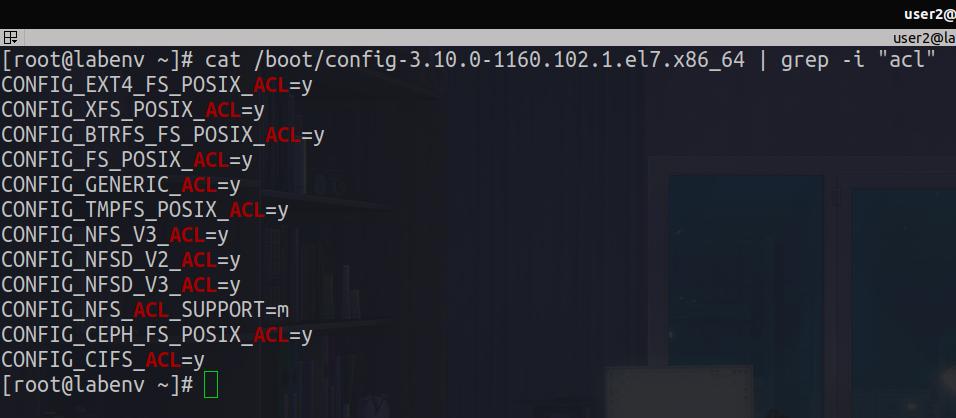 user2@
user2@la
[root@labenv ~]# cat /boot/config-3.10.0-1160.102.1.el7.x86_64 | grep -i "acl"
CONFIG_EXT4_FS_POSIX_ACL=y
CONFIG_XFS_POSIX_ACL=y
CONFIG_BTRFS_FS_POSIX_ACL=y
CONFIG_FS_POSIX_ACL=y
CONFIG_GENERIC_ACL=y
CONFIG_TMPFS_POSIX_ACL=y
CONFIG_NFS_V3_ACL=y
CONFIG_NFSD_V2_ACL=y
CONFIG_NFSD_V3_ACL=y
CONFIG_NFS_ACL_SUPPORT=m
CONFIG_CEPH_FS_POSIX_ACL=y
CONFIG_CIFS_ACL=y
[root@labenv ~]#